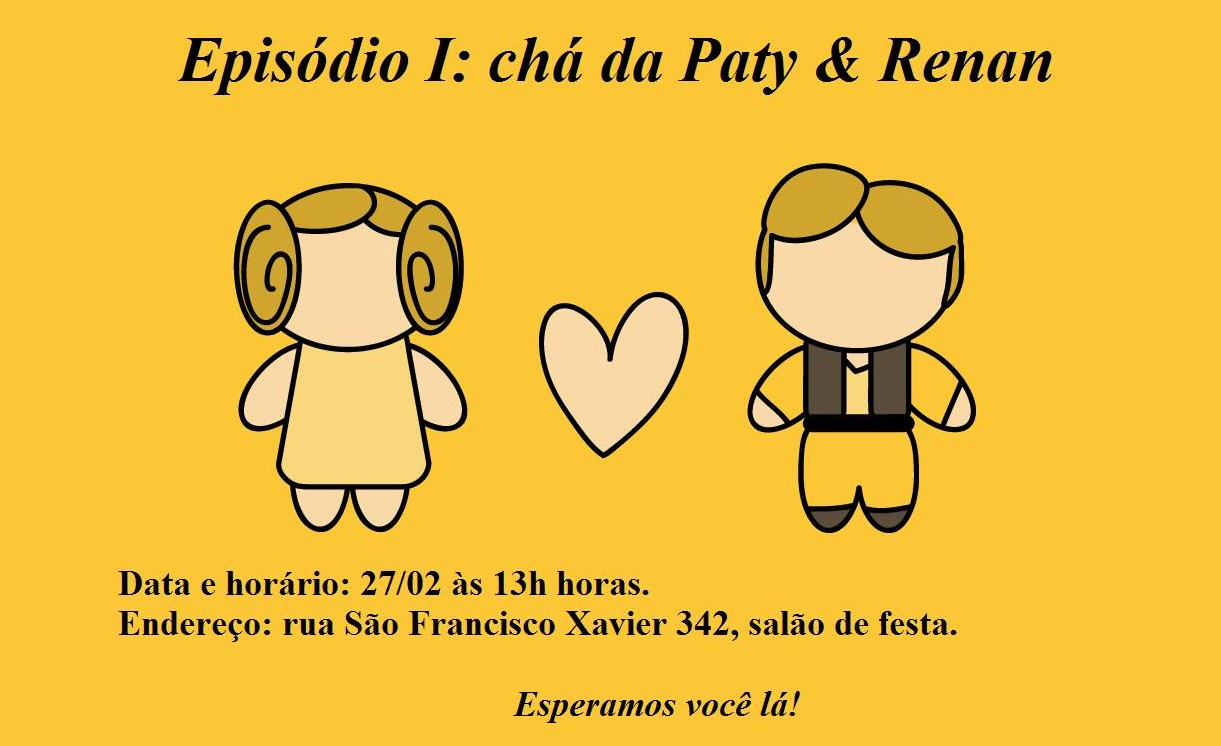 Episódio I: chá da Paty & Renan
Data e horário: 27/02 às 13h horas.
Endereço: rua São Francisco Xavier 342, salão de festa.
Esperamos você lá!